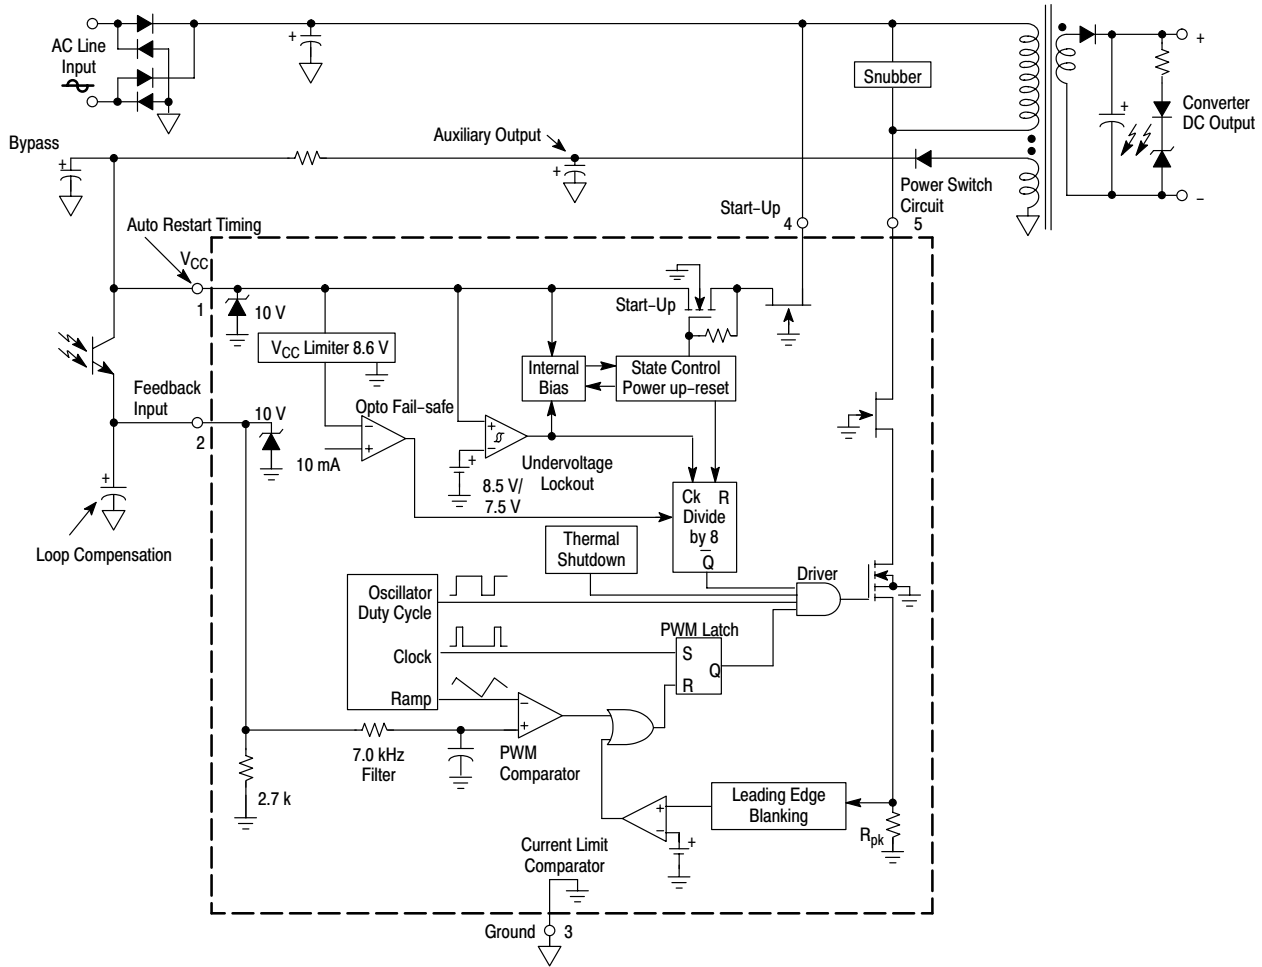 AC Line
Input
+
Snubber
+
+
Converter
DC Output
−
Bypass
+
Auxiliary Output
+
Power Switch
Circuit
Start−Up
4
5
Auto Restart Timing
VCC
1
10 V
Start−Up
VCC Limiter 8.6 V
Internal
Bias
State Control
Power up−reset
Feedback
Input
2
10 V
Opto Fail−safe
−
+
10 mA
+
−
+
Undervoltage
Lockout
8.5 V/
7.5 V
Ck R
Divide
by 8
Q
+
Loop Compensation
Thermal
Shutdown
Driver
Oscillator
Duty Cycle
Clock
Ramp
PWM Latch
S
Q
R
−
+
7.0 kHz
Filter
PWM
Comparator
2.7 k
Leading Edge
Blanking
+
−
+
Rpk
Current Limit
Comparator
Ground
3